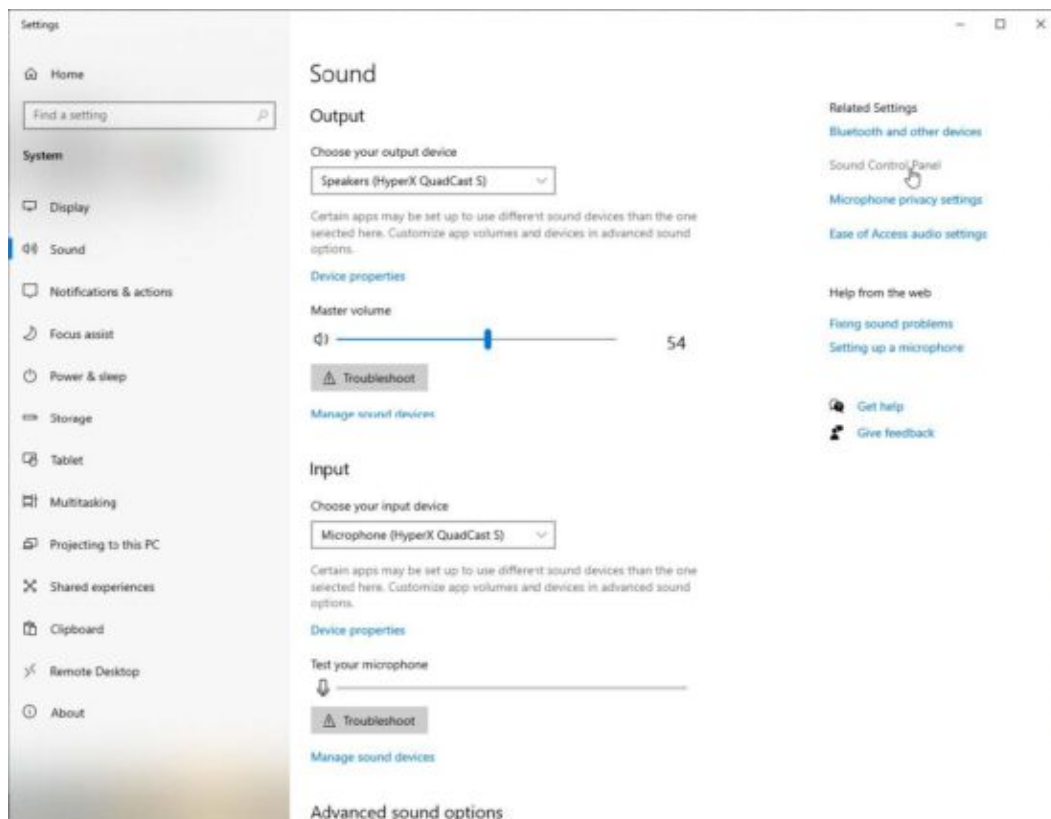 Settings
Home
Find a setting
System
Display
Sound
Notifications & actions
Focus assist
Power & sleep
Storage
Tablet
Multitasking
Projecting to this PC
Shared experiences
Clipboard
Remote Desktop
About
Sound
Output
Choose your output device
Speakers (HyperX QuadCast S)
Certain apps may be set up to use different sound devices than the one
selected here. Customize app volumes and devices in advanced sound
options.
Device properties
Master volume
54
Troubleshoot
Manage sound devices
Input
Choose your input device
Microphone (HyperX QuadCast S)
Certain apps may be set up to use different sound devices than the one
selected here. Customize app volumes and devices in advanced sound
options.
Device properties
Test your microphone
Troubleshoot
Manage sound devices
Advanced sound options
Related Settings
Bluetooth and other devices
Sound Control Panel
Microphone privacy settings
Ease of Access audio settings
Help from the web
Fixing sound problems
Setting up a microphone
Get help
Give feedback